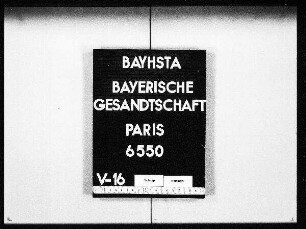 BAYHSTA
BAYERISCHE
GESANDTSCHAFT
PARIS
6550
V-16